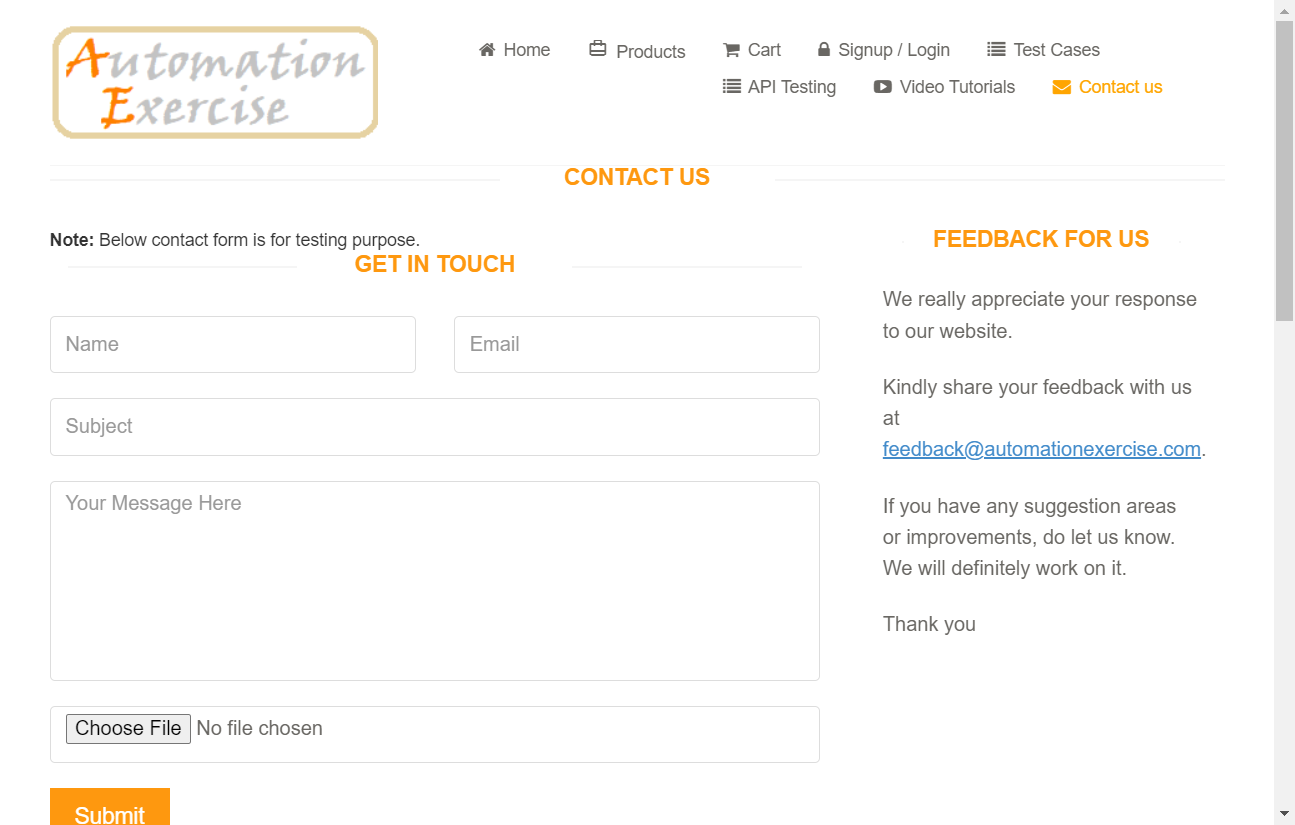 Automation
Exercise
Home Products Cart Signup / Login Test Cases
API Testing Video Tutorials Contact us
CONTACT US
Note: Below contact form is for testing purpose.
GET IN TOUCH
Name
Email
Subject
Your Message Here
Choose File No file chosen
Submit
FEEDBACK FOR US
We really appreciate your response
to our website.
Kindly share your feedback with us
at
feedback@automationexercise.com.
If you have any suggestion areas
or improvements, do let us know.
We will definitely work on it.
Thank you